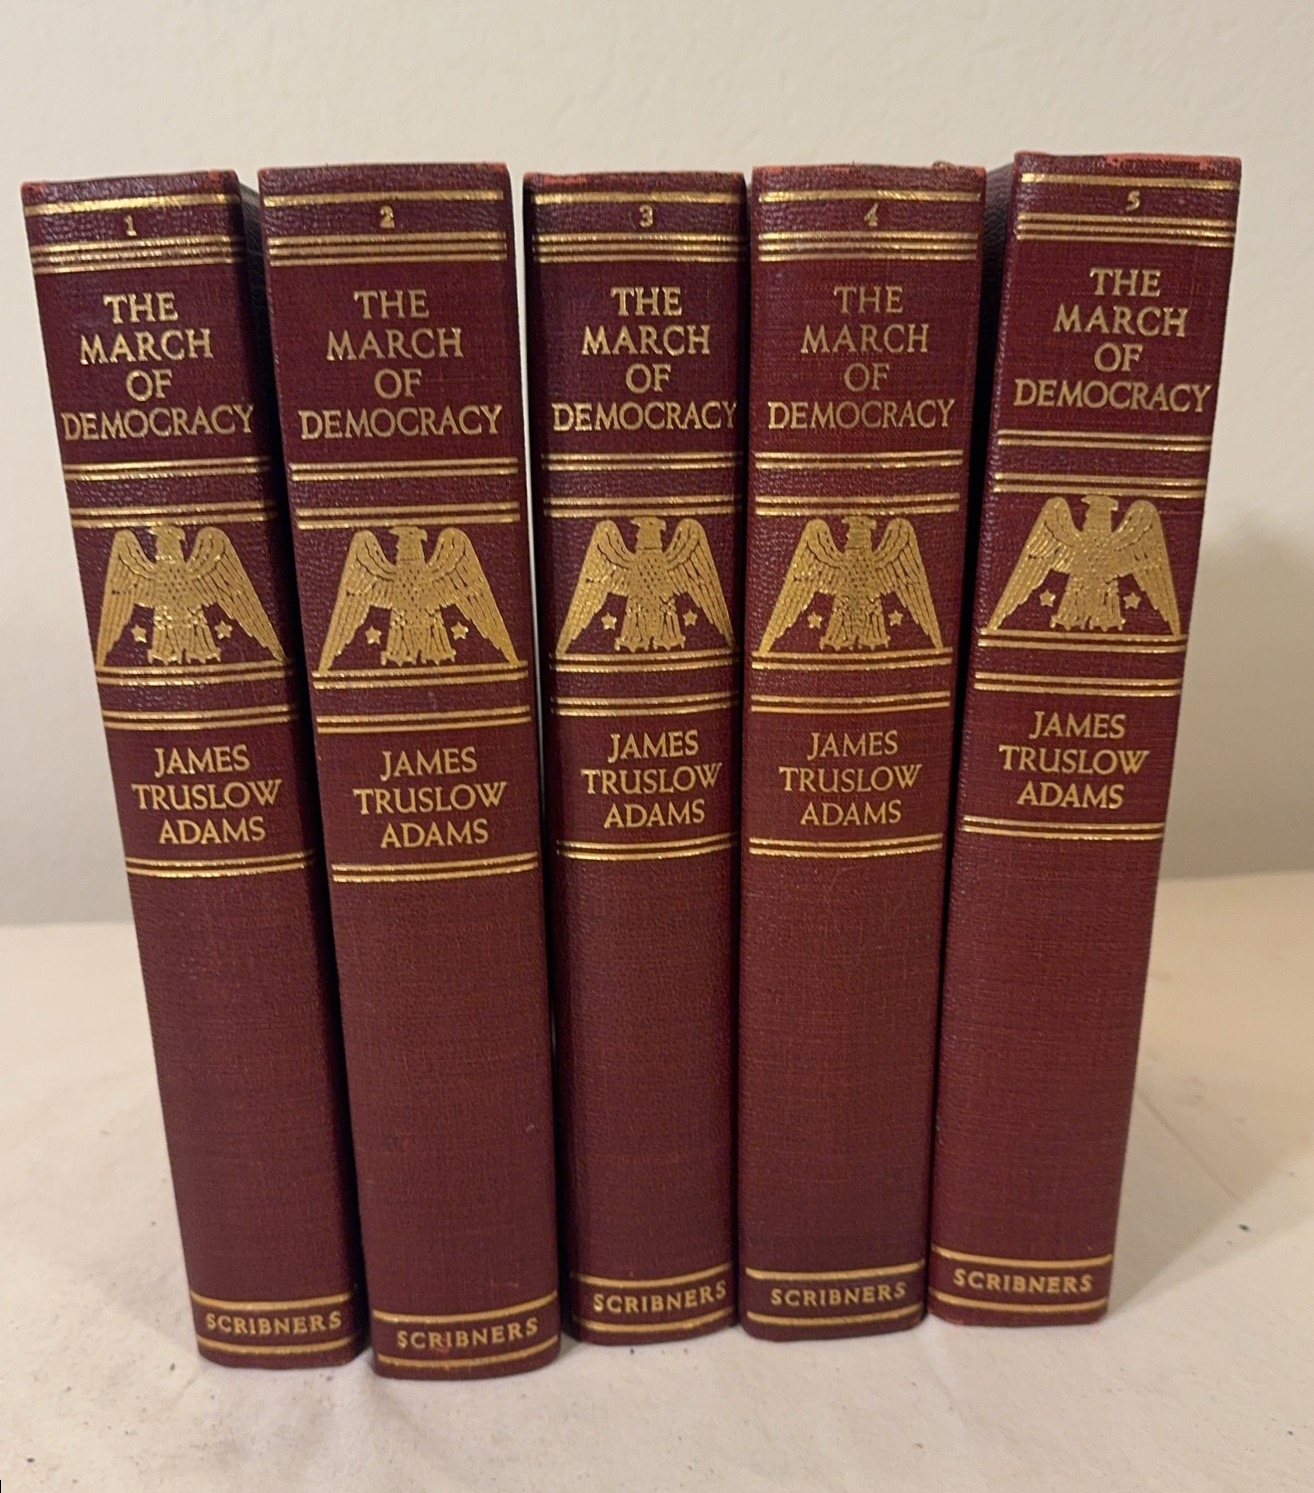 1
THE
MARCH
OF
DEMOCRACY
JAMES
TRUSLOW
ADAMS
SCRIBNERS
2
THE
MARCH
OF
DEMOCRACY
JAMES
TRUSLOW
ADAMS
SCRIBNERS
3
THE
MARCH
OF
DEMOCRACY
JAMES
TRUSLOW
ADAMS
SCRIBNERS
4
THE
MARCH
OF
DEMOCRACY
JAMES
TRUSLOW
ADAMS
SCRIBNERS
5
THE
MARCH
OF
DEMOCRACY
JAMES
TRUSLOW
ADAMS
SCRIBNERS